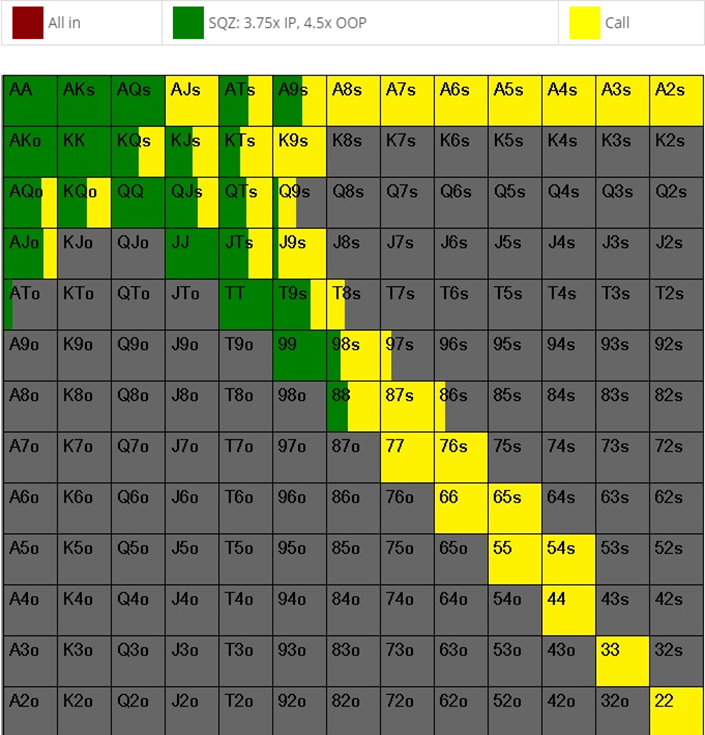 All in SQZ: 3.75x IP, 4.5x OOP Call
AA AKs AQs AJs ATs A9s A8s A7s A6s A5s A4s A3s A2s
AKo KK KQs KJs KTs K9s K8s K7s K6s K5s K4s K3s K2s
AQo KQo QQ QJs QTs Q9s Q8s Q7s Q6s Q5s Q4s Q3s Q2s
AJo KJo QJo JJ JTs J9s J8s J7s J6s J5s J4s J3s J2s
ATo KTo QTo JTo TT T9s T8s T7s T6s T5s T4s T3s T2s
A9o K9o Q9o J9o T9o 99 98s 97s 96s 95s 94s 93s 92s
A8o K8o Q8o J8o T8o 98o 88 87s 86s 85s 84s 83s 82s
A7o K7o Q7o J7o T7o 97o 87o 77 76s 75s 74s 73s 72s
A6o K6o Q6o J6o T6o 96o 86o 76o 66 65s 64s 63s 62s
A5o K5o Q5o J5o T5o 95o 85o 75o 65o 55 54s 53s 52s
A4o K4o Q4o J4o T4o 94o 84o 74o 64o 54o 44 43s 42s
A3o K3o Q3o J3o T3o 93o 83o 73o 63o 53o 43o 33 32s
A2o K2o Q2o J2o T2o 92o 82o 72o 62o 52o 42o 32o 22